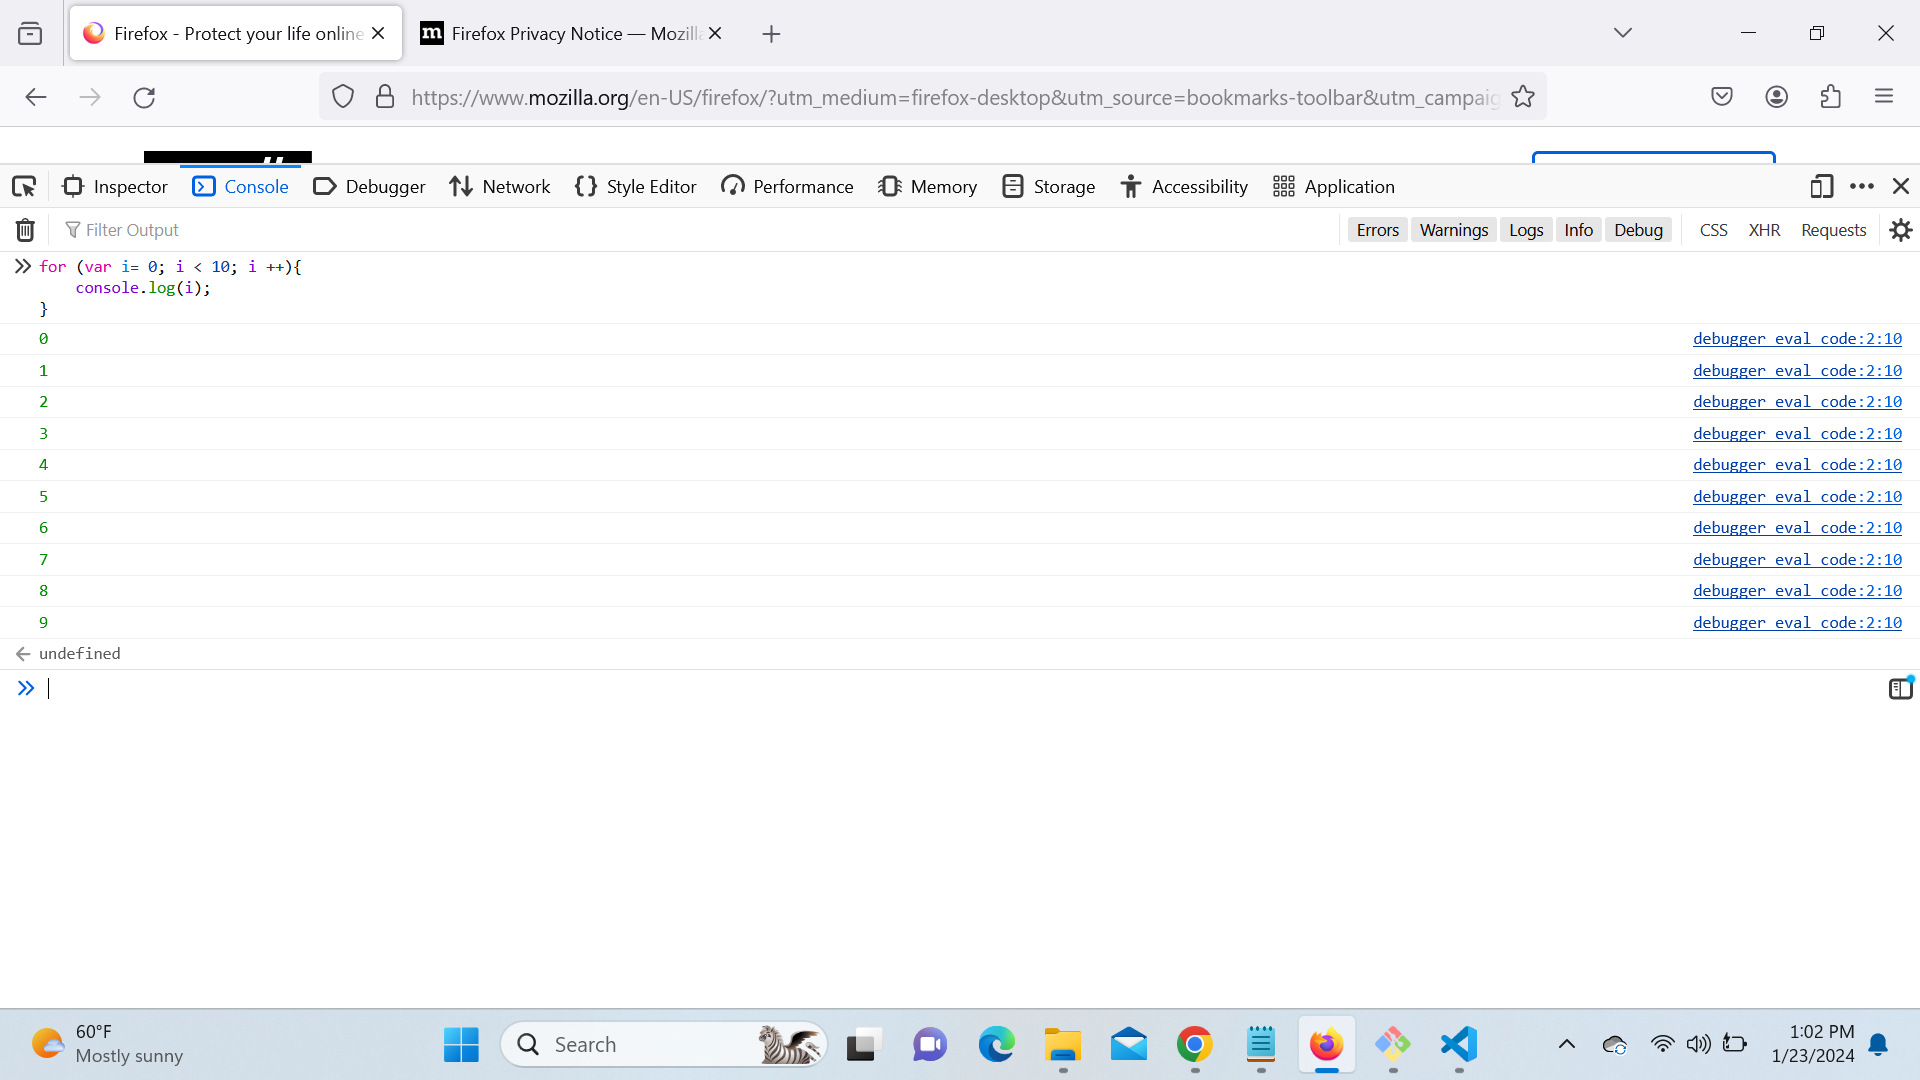 Firefox - Protect your life online
Firefox Privacy Notice — Mozill
https://www.mozilla.org/en-US/firefox/?utm_medium=firefox-desktop&utm_source=bookmarks-toolbar&utm_campaig
Inspector Console Debugger Network Style Editor Performance Memory Storage Accessibility Application
Filter Output Errors Warnings Logs Info Debug CSS XHR Requests
for (var i= 0; i < 10; i ++){
console.log(i);
}
0 debugger eval code:2:10
1 debugger eval code:2:10
2 debugger eval code:2:10
3 debugger eval code:2:10
4 debugger eval code:2:10
5 debugger eval code:2:10
6 debugger eval code:2:10
7 debugger eval code:2:10
8 debugger eval code:2:10
9 debugger eval code:2:10
undefined
60°F
Mostly sunny
Search
1:02 PM
1/23/2024